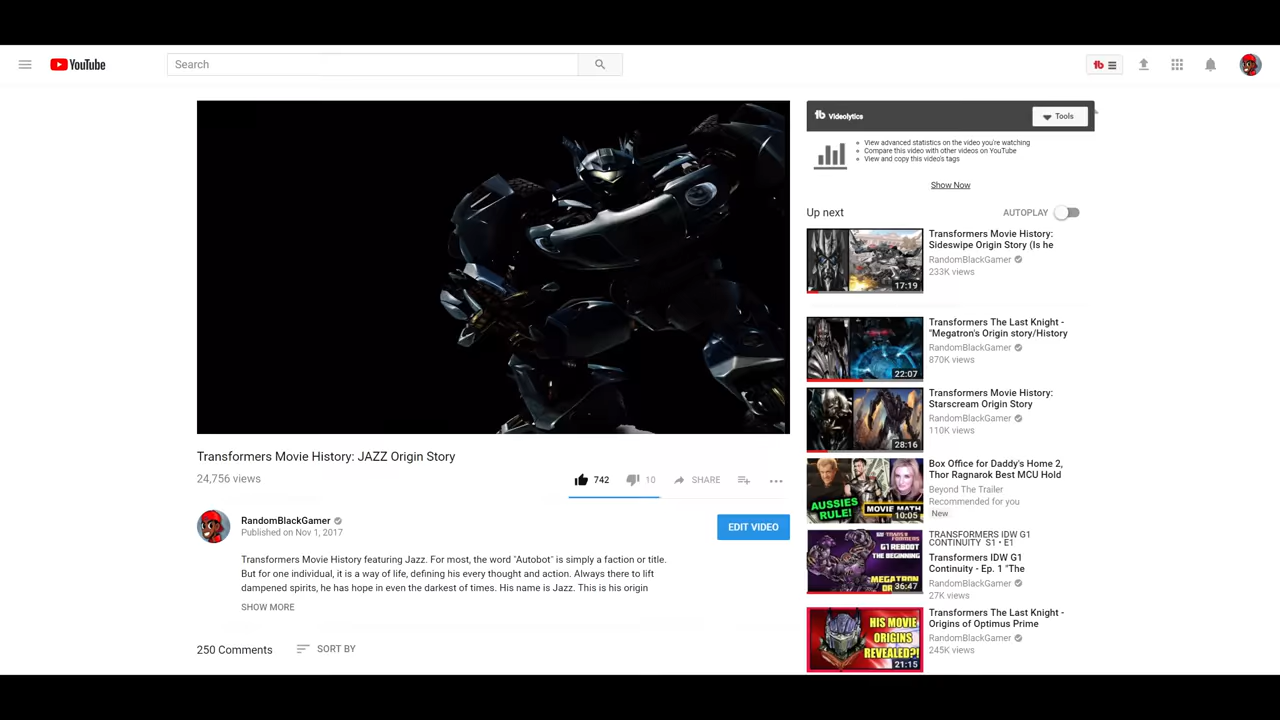 YouTube
Search
tb
tb Videolytics
Tools
View advanced statistics on the video you're watching
Compare this video with other videos on YouTube
View and copy this video's tags
Show Now
Up next
AUTOPLAY
Transformers Movie History:
Sideswipe Origin Story (Is he
RandomBlackGamer
233K views
17:19
Transformers The Last Knight -
"Megatron's Origin story/History
RandomBlackGamer
870K views
22:07
Transformers Movie History:
Starscream Origin Story
RandomBlackGamer
110K views
28:16
Box Office for Daddy's Home 2,
Thor Ragnarok Best MCU Hold
Beyond The Trailer
Recommended for you
New
AUSSIES
RULE!
MOVIE MATH
10:05
TRANSFORMERS IDW G1
CONTINUITY S1 • E1
Transformers IDW G1
Continuity - Ep. 1 "The
RandomBlackGamer
27K views
TRANSFORMERS
G1 REBOOT
THE BEGINNING
MEGATRON
36:47
Transformers The Last Knight -
Origins of Optimus Prime
RandomBlackGamer
245K views
HIS MOVIE
ORIGINS
REVEALED?!
21:15
Transformers Movie History: JAZZ Origin Story
24,756 views
742
10
SHARE
RandomBlackGamer
Published on Nov 1, 2017
EDIT VIDEO
Transformers Movie History featuring Jazz. For most, the word "Autobot" is simply a faction or title.
But for one individual, it is a way of life, defining his every thought and action. Always there to lift
dampened spirits, he has hope in even the darkest of times. His name is Jazz. This is his origin
SHOW MORE
250 Comments
SORT BY